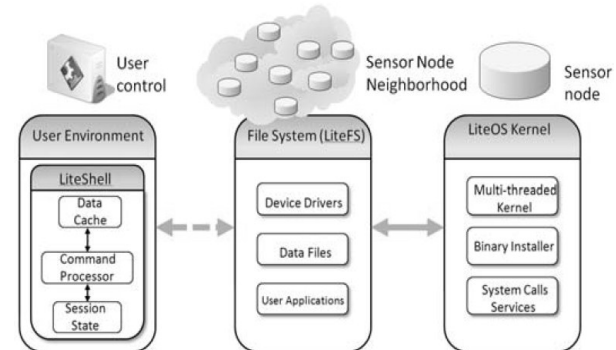 User
control
Sensor Node
Neighborhood
Sensor
node
User Environment
LiteShell
Data
Cache
Command
Processor
Session
State
File System (LiteFS)
Device Drivers
Data Files
User Applications
LiteOS Kernel
Multi-threaded
Kernel
Binary Installer
System Calls
Services